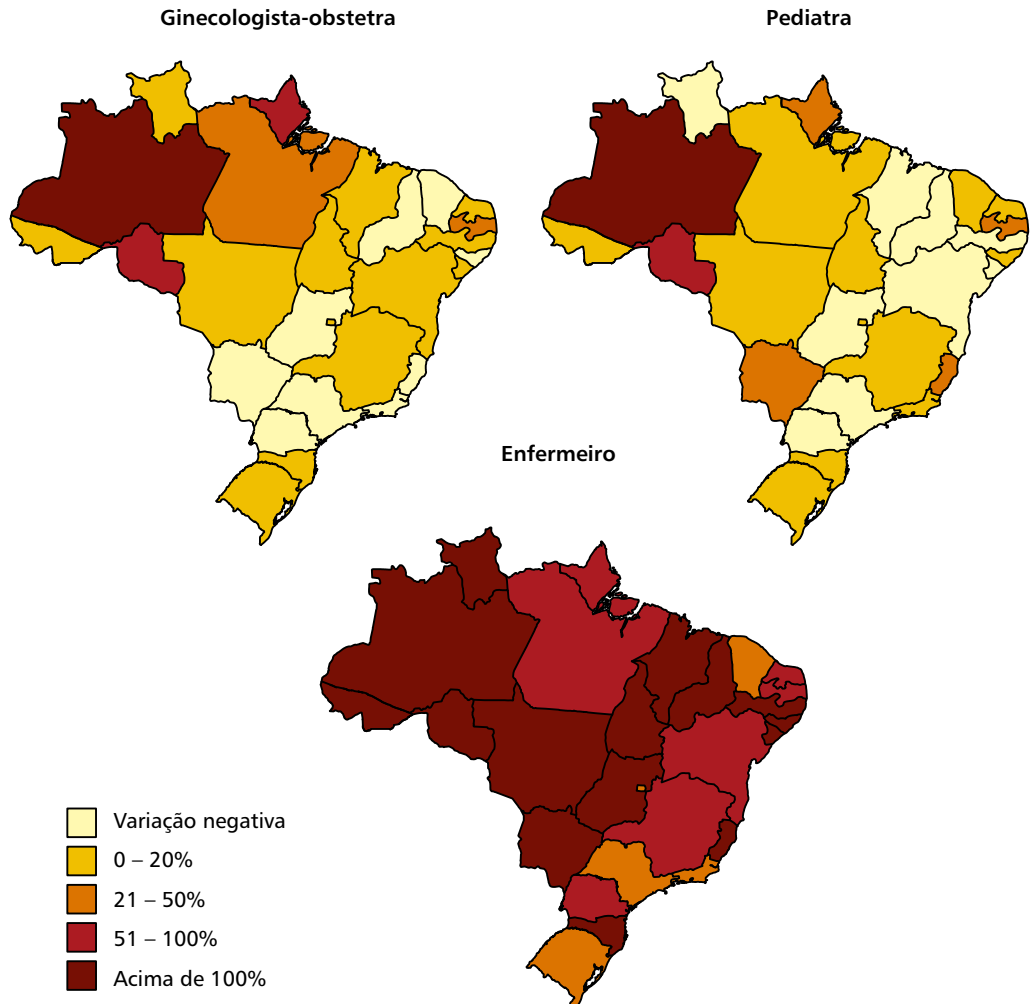 Ginecologista-obstetra
Pediatra
Enfermeiro
Variação negativa
0 – 20%
21 – 50%
51 – 100%
Acima de 100%